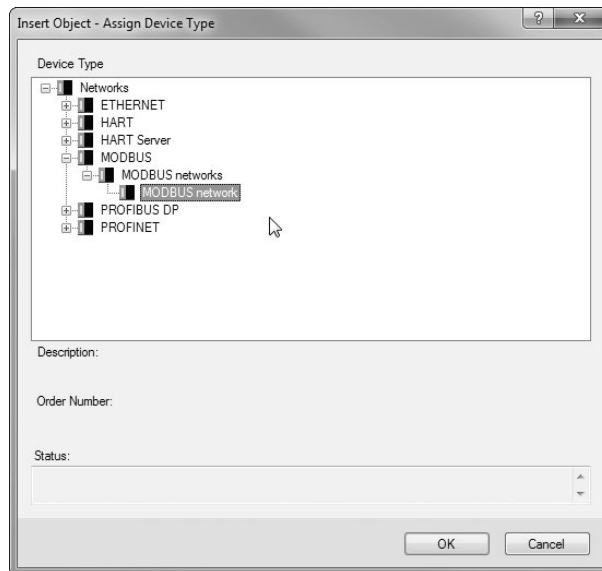 Insert Object - Assign Device Type
Device Type
Networks
ETHERNET
HART
HART Server
MODBUS
MODBUS networks
MODBUS network
PROFIBUS DP
PROFINET
Description:
Order Number:
Status:
OK Cancel